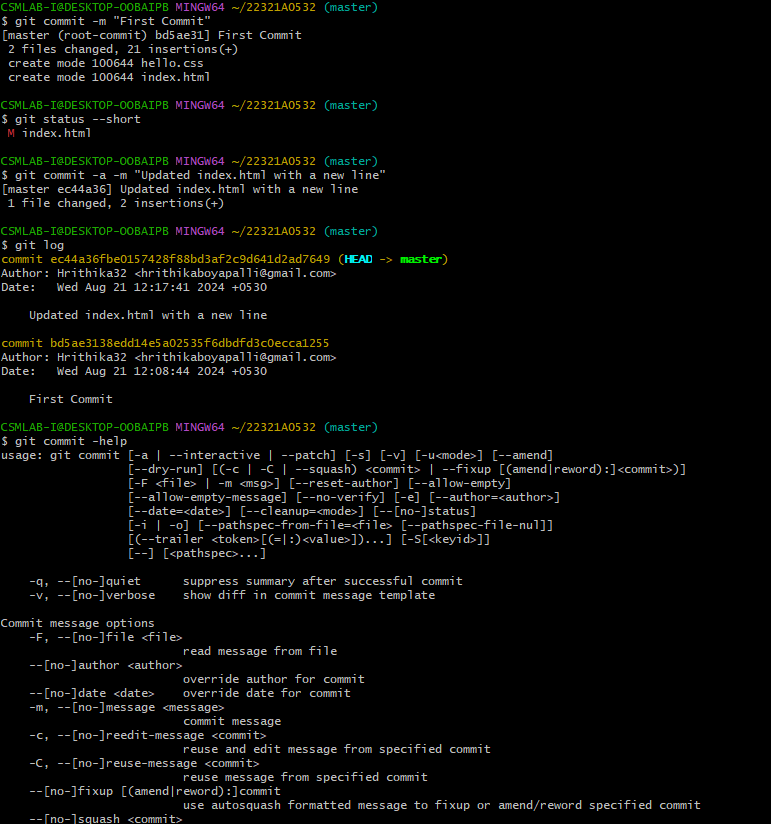 CSMLAB-I@DESKTOP-OOBAIPB MINGW64 ~/22321A0532 (master)
$ git commit -m "First Commit"
[master (root-commit) bd5ae31] First Commit
 2 files changed, 21 insertions(+)
 create mode 100644 hello.css
 create mode 100644 index.html

CSMLAB-I@DESKTOP-OOBAIPB MINGW64 ~/22321A0532 (master)
$ git status --short
 M index.html

CSMLAB-I@DESKTOP-OOBAIPB MINGW64 ~/22321A0532 (master)
$ git commit -a -m "Updated index.html with a new line"
[master ec44a36] Updated index.html with a new line
 1 file changed, 2 insertions(+)

CSMLAB-I@DESKTOP-OOBAIPB MINGW64 ~/22321A0532 (master)
$ git log
commit ec44a36fbe0157428f88bd3af2c9d641d2ad7649 (HEAD -> master)
Author: Hrithika32 <hrithikaboyapalli@gmail.com>
Date:   Wed Aug 21 12:17:41 2024 +0530

    Updated index.html with a new line

commit bd5ae3138edd14e5a02535f6dbdfd3c0ecca1255
Author: Hrithika32 <hrithikaboyapalli@gmail.com>
Date:   Wed Aug 21 12:08:44 2024 +0530

    First Commit

CSMLAB-I@DESKTOP-OOBAIPB MINGW64 ~/22321A0532 (master)
$ git commit -help
usage: git commit [-a | --interactive | --patch] [-s] [-v] [-u<mode>] [--amend]
                  [--dry-run] [(-c | -C | --squash) <commit> | --fixup [(amend|reword):]<commit>)]
                  [-F <file> | -m <msg>] [--reset-author] [--allow-empty]
                  [--allow-empty-message] [--no-verify] [-e] [--author=<author>]
                  [--date=<date>] [--cleanup=<mode>] [--[no-]status]
                  [-i | -o] [--pathspec-from-file=<file> [--pathspec-file-nul]]
                  [(--trailer <token>[(=|:)<value>])...] [-S[<keyid>]]
                  [--] [<pathspec>...]

    -q, --[no-]quiet      suppress summary after successful commit
    -v, --[no-]verbose    show diff in commit message template

Commit message options
    -F, --[no-]file <file>
                          read message from file
    --[no-]author <author>
                          override author for commit
    --[no-]date <date>    override date for commit
    -m, --[no-]message <message>
                          commit message
    -c, --[no-]reedit-message <commit>
                          reuse and edit message from specified commit
    -C, --[no-]reuse-message <commit>
                          reuse message from specified commit
    --[no-]fixup [(amend|reword):]commit
                          use autosquash formatted message to fixup or amend/reword specified commit
    --[no-]squash <commit>